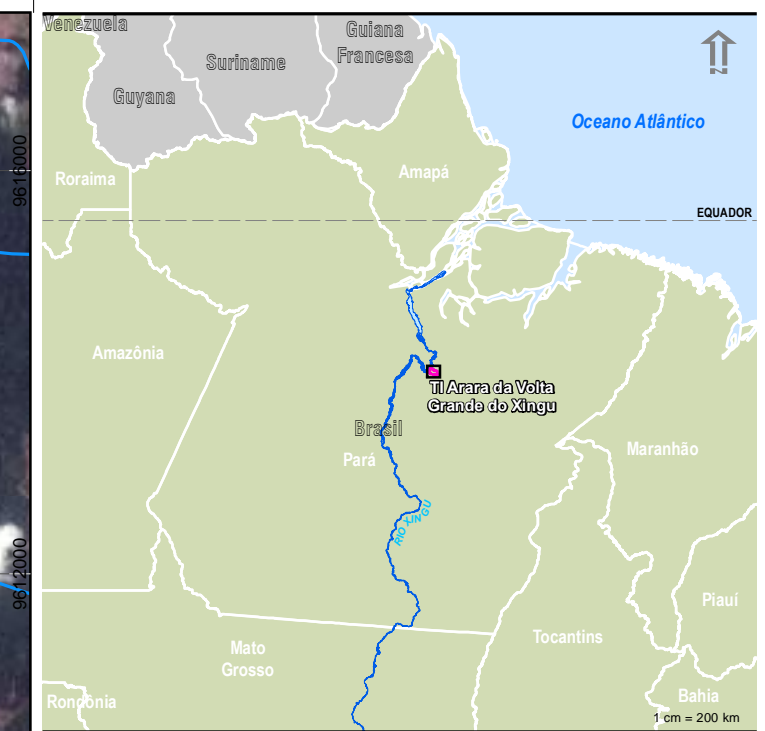 Venezuela
Guiana
Francesa
Suriname
Guyana
N
Oceano Atlântico
9616000
Roraima
Amapá
EQUADOR
Amazônia
TI Arara da Volta
Grande do Xingu
Brasil
Pará
Maranhão
RIO XINGU
9612000
Piauí
Tocantins
Mato
Grosso
Rondônia
Bahia
1 cm = 200 km